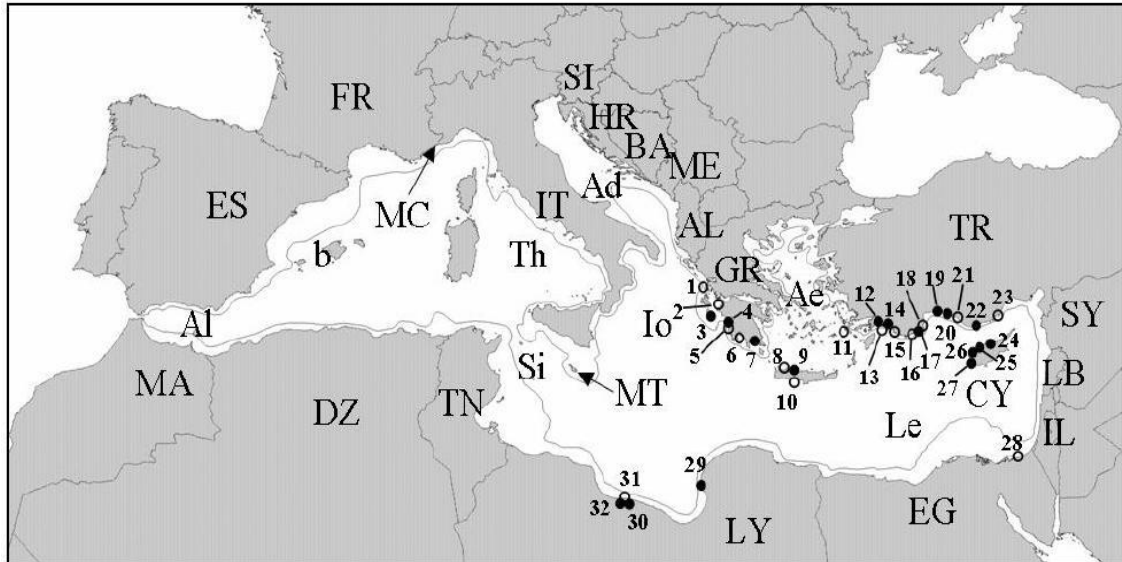 SI
FR
HR
BA
ME
Ad
IT
MC
ES
AL
TR
b
Th
GR
18 19 21
1
Ae
12 14
22 23
Io 2
SY
3
4
Al
5
6
7
11
20
24
15
17
26
25
13
16
8 9
27
LB
MA
Si
MT
10
CY
DZ
TN
Le
IL
28
29
31
32 30
EG
LY